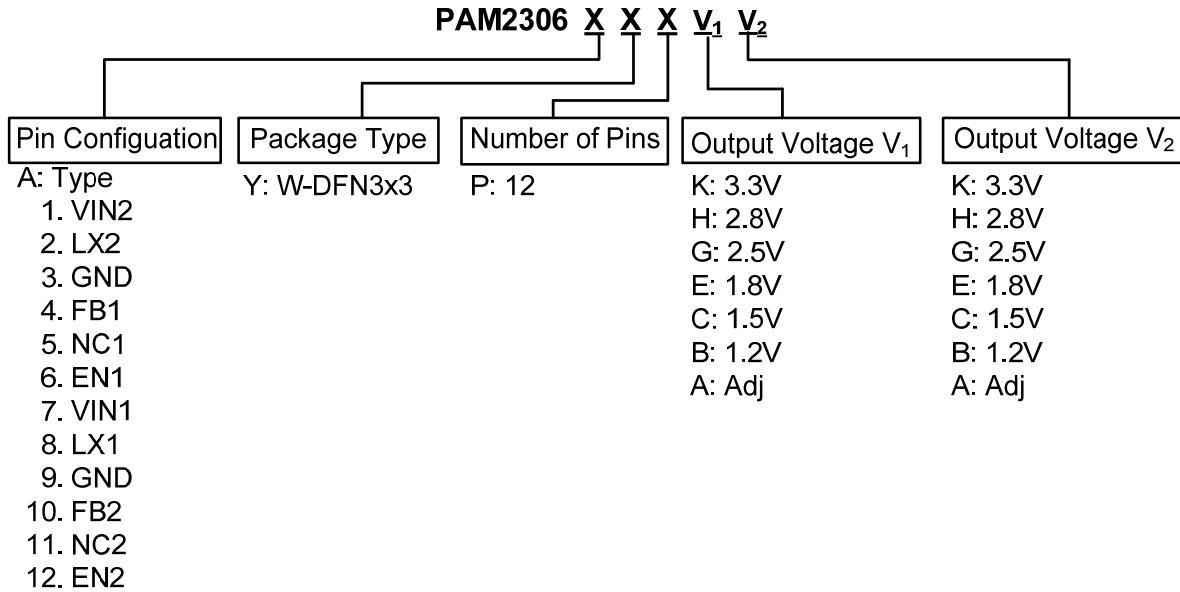 PAM2306 X X X V₁ V₂
Pin Configuation
A: Type
1. VIN2
2. LX2
3. GND
4. FB1
5. NC1
6. EN1
7. VIN1
8. LX1
9. GND
10. FB2
11. NC2
12. EN2
Package Type
Y: W-DFN3x3
Number of Pins
P: 12
Output Voltage V₁
K: 3.3V
H: 2.8V
G: 2.5V
E: 1.8V
C: 1.5V
B: 1.2V
A: Adj
Output Voltage V₂
K: 3.3V
H: 2.8V
G: 2.5V
E: 1.8V
C: 1.5V
B: 1.2V
A: Adj